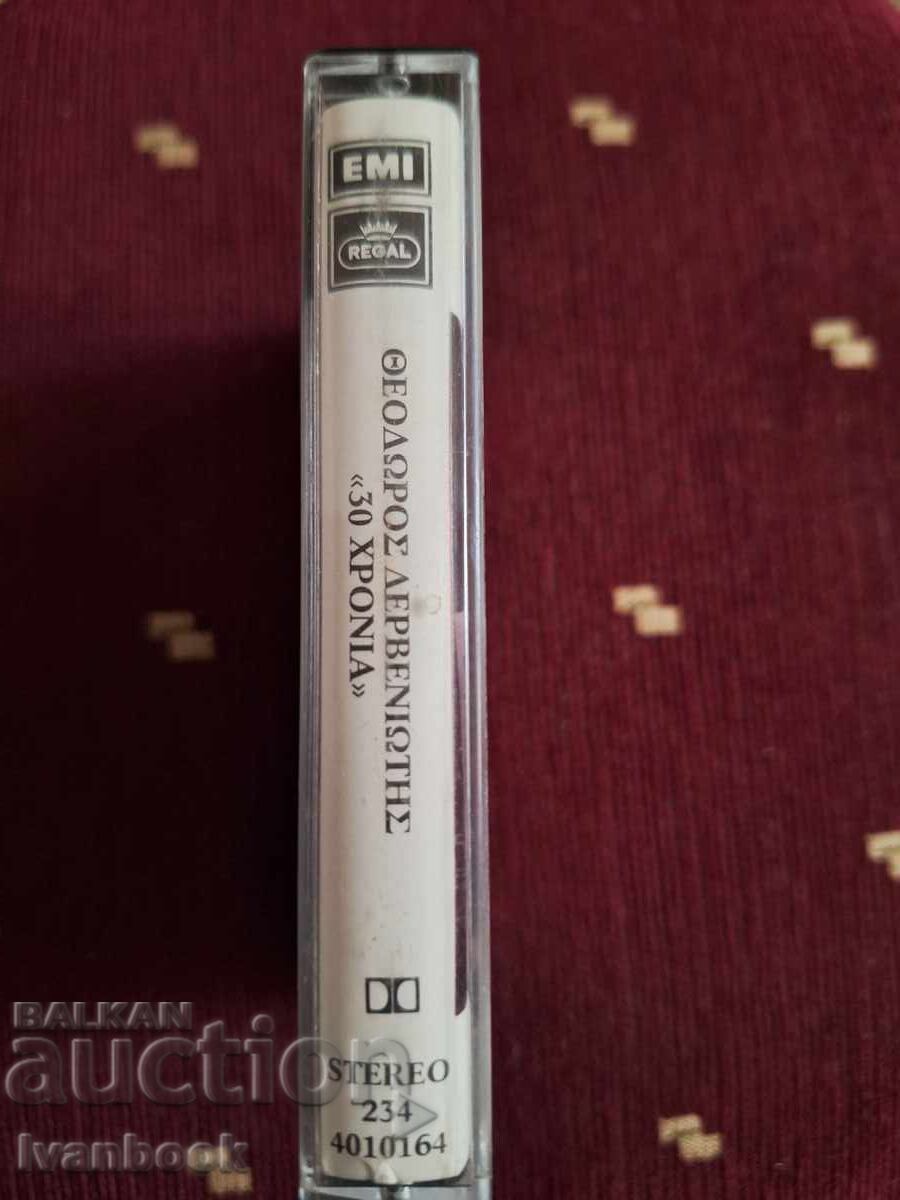 EMI
REGAL
ΘΕΟΔΩΡΟΣ ΔΕΡΒΕΝΙΩΤΗΣ
«30 ΧΡΟΝΙΑ»
STEREO
234
4010164
BALKAN
auction
Ivanbook